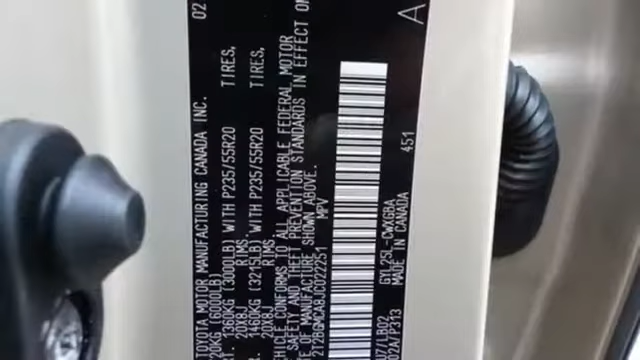 TOYOTA MOTOR MANUFACTURING CANADA INC. 02
20KG (6000LB)
1360KG (3000LB) WITH P235/55R20 TIRES,
20X8J RIMS
1460KG (3215LB) WITH P235/55R20 TIRES,
20X8J RIMS
VEHICLE CONFORMS TO ALL APPLICABLE FEDERAL MOTOR
SAFETY AND THEFT PREVENTION STANDARDS IN EFFECT ON
OF MANUFACTURE SHOWN ABOVE.
2T2BGMCA8JC022251 MPV
GYL25L-CWXGBA
MADE IN CANADA 451
A